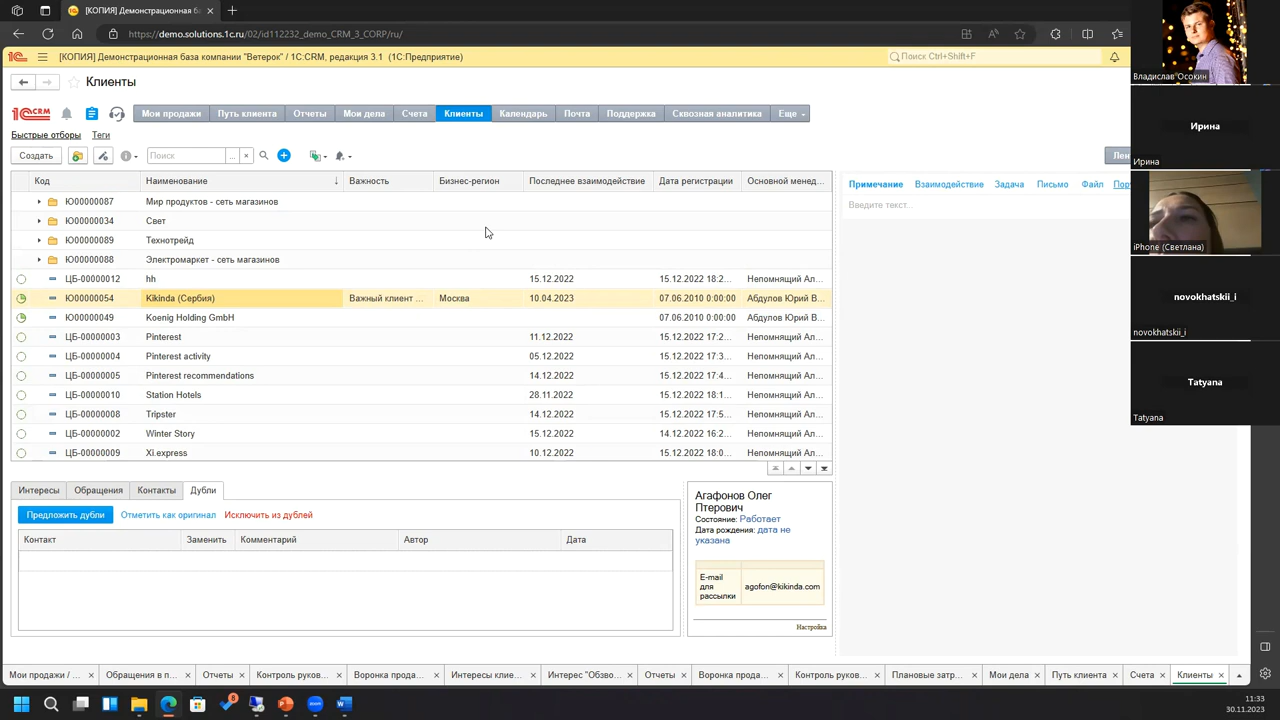 [КОПИЯ] Демонстрационная база ком
https://demo.solutions.1c.ru/02/id112232_demo_CRM_3_CORP/ru/
[КОПИЯ] Демонстрационная база компании "Ветерок" / 1С:CRM, редакция 3.1 (1С:Предприятие)
Поиск Ctrl+Shift+F
Клиенты
1С CRM
Мои продажи
Путь клиента
Отчеты
Мои дела
Счета
Клиенты
Календарь
Почта
Поддержка
Сквозная аналитика
Еще
Быстрые отборы
Теги
Создать
Поиск
...
×
Лен
Код Наименование ↓ Важность Бизнес-регион Последнее взаимодействие Дата регистрации Основной менед...
Ю00000087 Мир продуктов - сеть магазинов
Ю00000034 Свет
Ю00000089 Технотрейд
Ю00000088 Электромаркет - сеть магазинов
ЦБ-00000012 hh 15.12.2022 15.12.2022 18:2... Непомнящий Ал...
Ю00000054 Kikinda (Сербия) Важный клиент ... Москва 10.04.2023 07.06.2010 0:00:00 Абдулов Юрий В...
Ю00000049 Koenig Holding GmbH 07.06.2010 0:00:00 Абдулов Юрий В...
ЦБ-00000003 Pinterest 11.12.2022 15.12.2022 17:2... Непомнящий Ал...
ЦБ-00000004 Pinterest activity 05.12.2022 15.12.2022 17:3... Непомнящий Ал...
ЦБ-00000005 Pinterest recommendations 14.12.2022 15.12.2022 17:4... Непомнящий Ал...
ЦБ-00000010 Station Hotels 28.11.2022 15.12.2022 18:1... Непомнящий Ал...
ЦБ-00000008 Tripster 14.12.2022 15.12.2022 17:5... Непомнящий Ал...
ЦБ-00000002 Winter Story 15.12.2022 14.12.2022 16:2... Непомнящий Ал...
ЦБ-00000009 Xi.express 10.12.2022 15.12.2022 18:0... Непомнящий Ал...
Примечание Взаимодействие Задача Письмо Файл Пор
Введите текст...
Интересы Обращения Контакты Дубли
Предложить дубли Отметить как оригинал Исключить из дублей
Контакт Заменить Комментарий Автор Дата
Агафонов Олег
Птерович
Состояние: Работает
Дата рождения: дата не
указана
E-mail
для
рассылки
agofon@kikinda.com
Настройка
Владислав Осокин
Ирина
Ирина
iPhone (Светлана)
novokhatskii_i
novokhatskii_i
Tatyana
Tatyana
Мои продажи / ... × Обращения в п... × Отчеты × Контроль руков... × Воронка прода... × Интересы клие... × Интерес "Обзво... × Отчеты × Воронка прода... × Контроль руков... × Плановые затр... × Мои дела × Путь клиента × Счета × Клиенты ×
8
11:33
30.11.2023